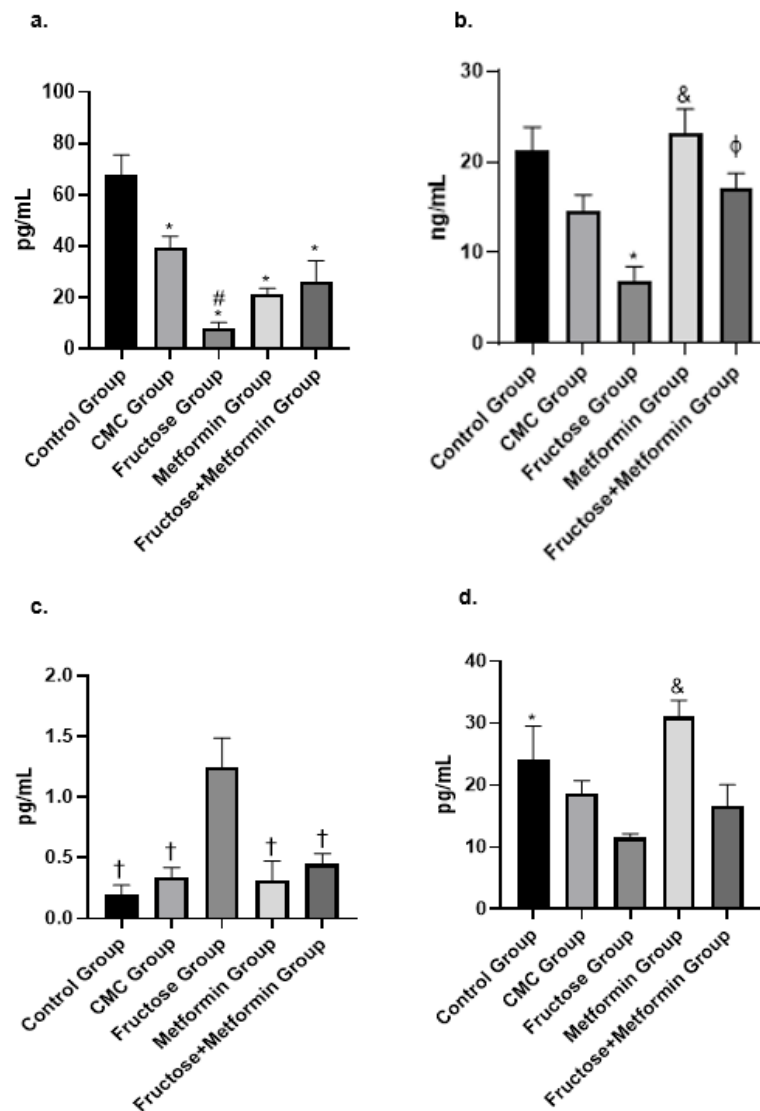 a.
100
80
60
40
20
0
pg/mL
*
#
*
*
*
Control Group
CMC Group
Fructose Group
Metformin Group
Fructose+Metformin Group
b.
30
20
10
0
ng/mL
*
&
ϕ
Control Group
CMC Group
Fructose Group
Metformin Group
Fructose+Metformin Group
c.
2.0
1.5
1.0
0.5
0.0
pg/mL
†
†
†
†
Control Group
CMC Group
Fructose Group
Metformin Group
Fructose+Metformin Group
d.
40
30
20
10
0
pg/mL
*
&
Control Group
CMC Group
Fructose Group
Metformin Group
Fructose+Metformin Group